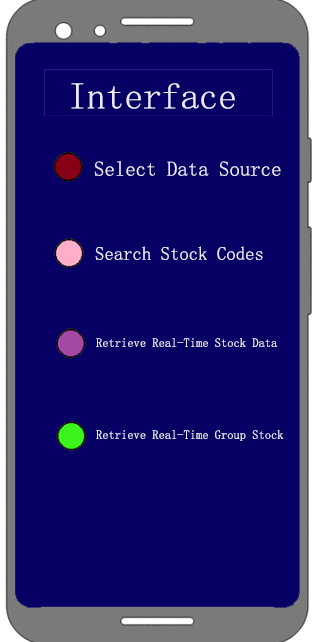 Interface
Select Data Source
Search Stock Codes
Retrieve Real-Time Stock Data
Retrieve Real-Time Group Stock